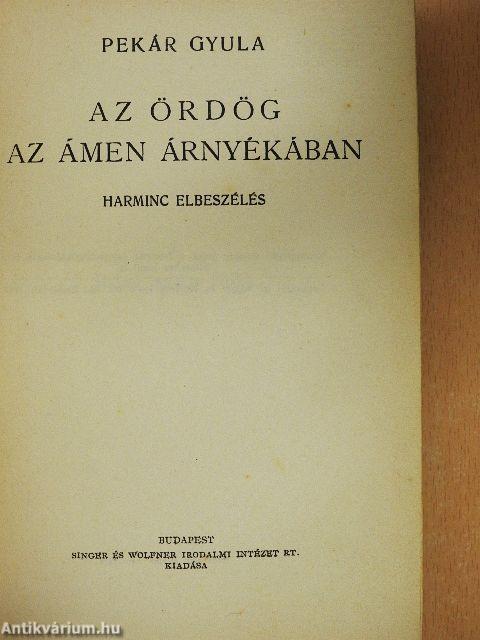 PEKÁR GYULA
AZ ÖRDÖG
AZ ÁMEN ÁRNYÉKÁBAN
HARMINC ELBESZÉLÉS
BUDAPEST
SINGER ÉS WOLFNER IRODALMI INTÉZET RT.
KIADÁSA
Antikvárium.hu